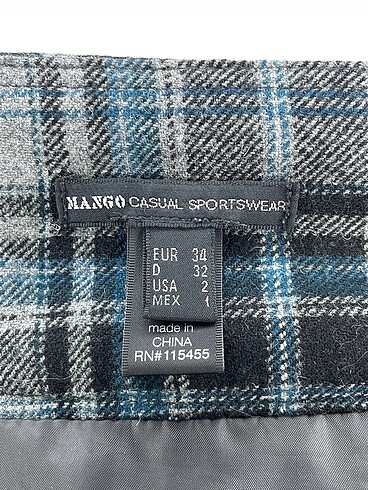 MANGO CASUAL SPORTSWEAR
EUR 34
D 32
USA 2
MEX 1
made in
CHINA
RN#115455